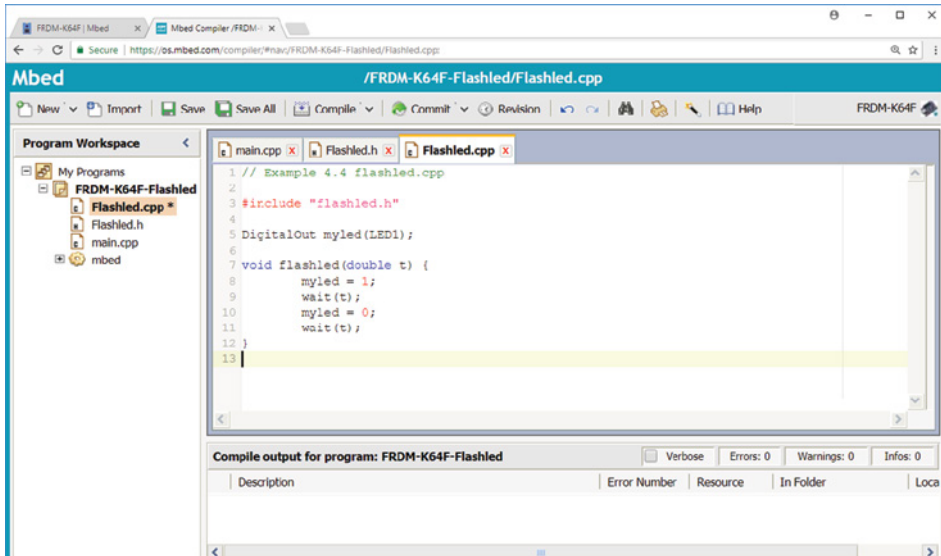 FRDM-K64F | Mbed
Mbed Compiler /FRDM-
Secure | https://os.mbed.com/compiler/#nav:/FRDM-K64F-Flashled/Flashled.cpp:
Mbed
/FRDM-K64F-Flashled/Flashled.cpp
New Import Save Save All Compile Commit Revision Help FRDM-K64F
Program Workspace
My Programs
FRDM-K64F-Flashled
Flashled.cpp *
Flashled.h
main.cpp
mbed
main.cpp Flashled.h Flashled.cpp
1 // Example 4.4 flashled.cpp
2
3 #include "flashled.h"
4
5 DigitalOut myled(LED1);
6
7 void flashled(double t) {
8 myled = 1;
9 wait(t);
10 myled = 0;
11 wait(t);
12 }
13
Compile output for program: FRDM-K64F-Flashled
Verbose Errors: 0 Warnings: 0 Infos: 0
Description Error Number Resource In Folder Loca